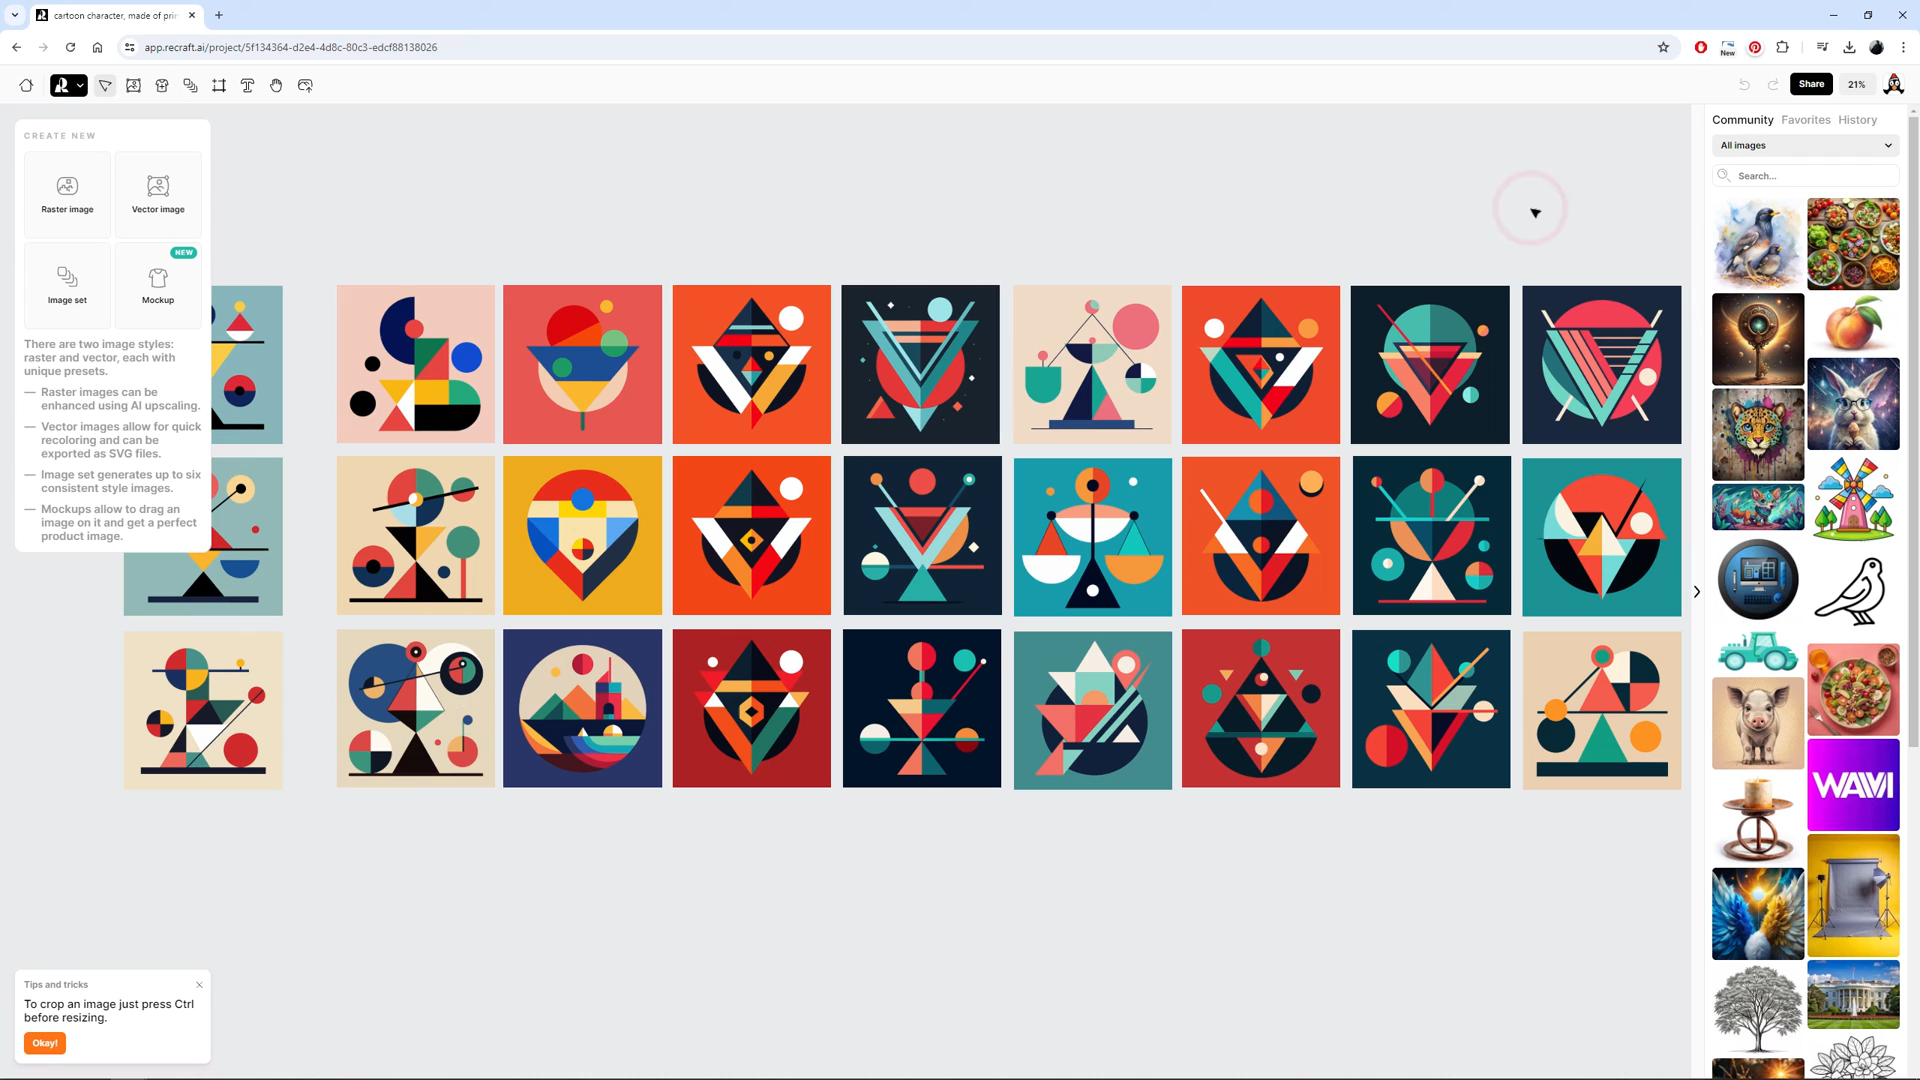 cartoon character, made of prim
app.recraft.ai/project/5f134364-d2e4-4d8c-80c3-edcf88138026
New
Share
21%
CREATE NEW
Raster image
Vector image
NEW
Image set
Mockup
There are two image styles:
raster and vector, each with
unique presets.
— Raster images can be
enhanced using AI upscaling.
— Vector images allow for quick
recoloring and can be
exported as SVG files.
— Image set generates up to six
consistent style images.
— Mockups allow to drag an
image on it and get a perfect
product image.
Community Favorites History
All images
Search...
WAVVI
Tips and tricks
To crop an image just press Ctrl
before resizing.
Okay!